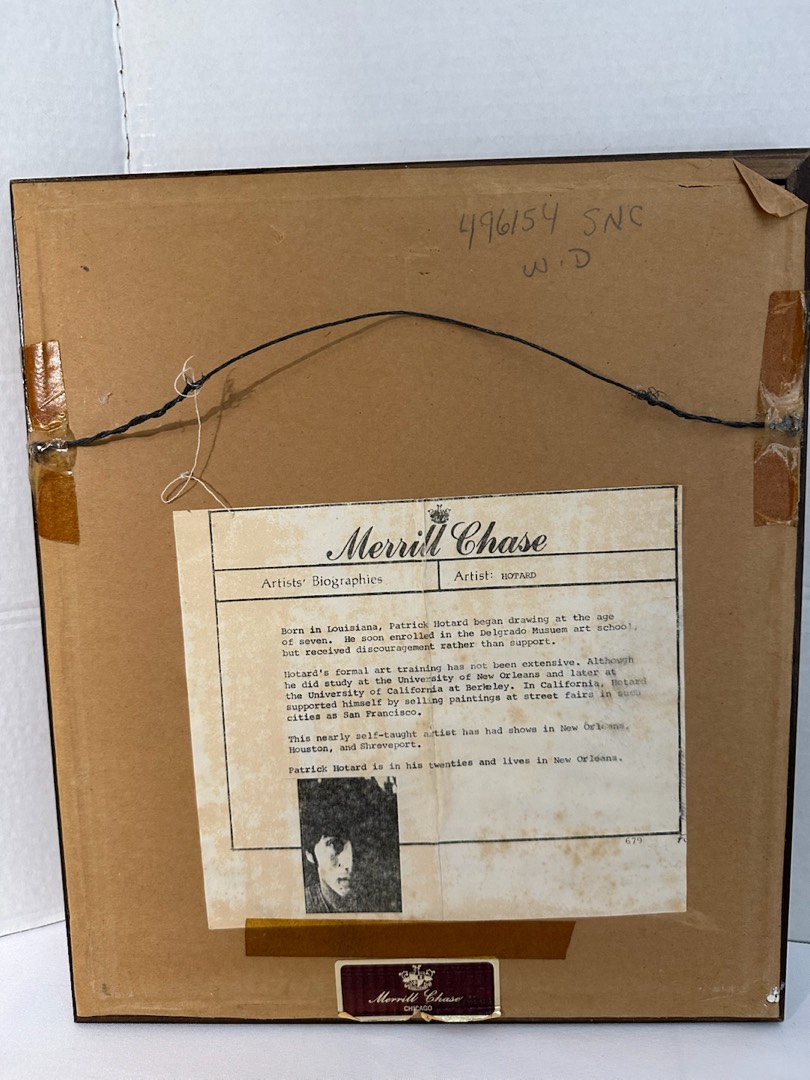 496154 SNC
W.D
Merrill Chase
Artists' Biographies
Artist: HOTARD
Born in Louisiana, Patrick Hotard began drawing at the age
of seven. He soon enrolled in the Delgrado Musuem art school,
but received discouragement rather than support.
Hotard's formal art training has not been extensive. Although
he did study at the University of New Orleans and later at
the University of California at Berkeley. In California, Hotard
supported himself by selling paintings at street fairs in such
cities as San Francisco.
This nearly self-taught artist has had shows in New Orleans,
Houston, and Shreveport.
Patrick Hotard is in his twenties and lives in New Orleans.
679
Merrill Chase
CHICAGO